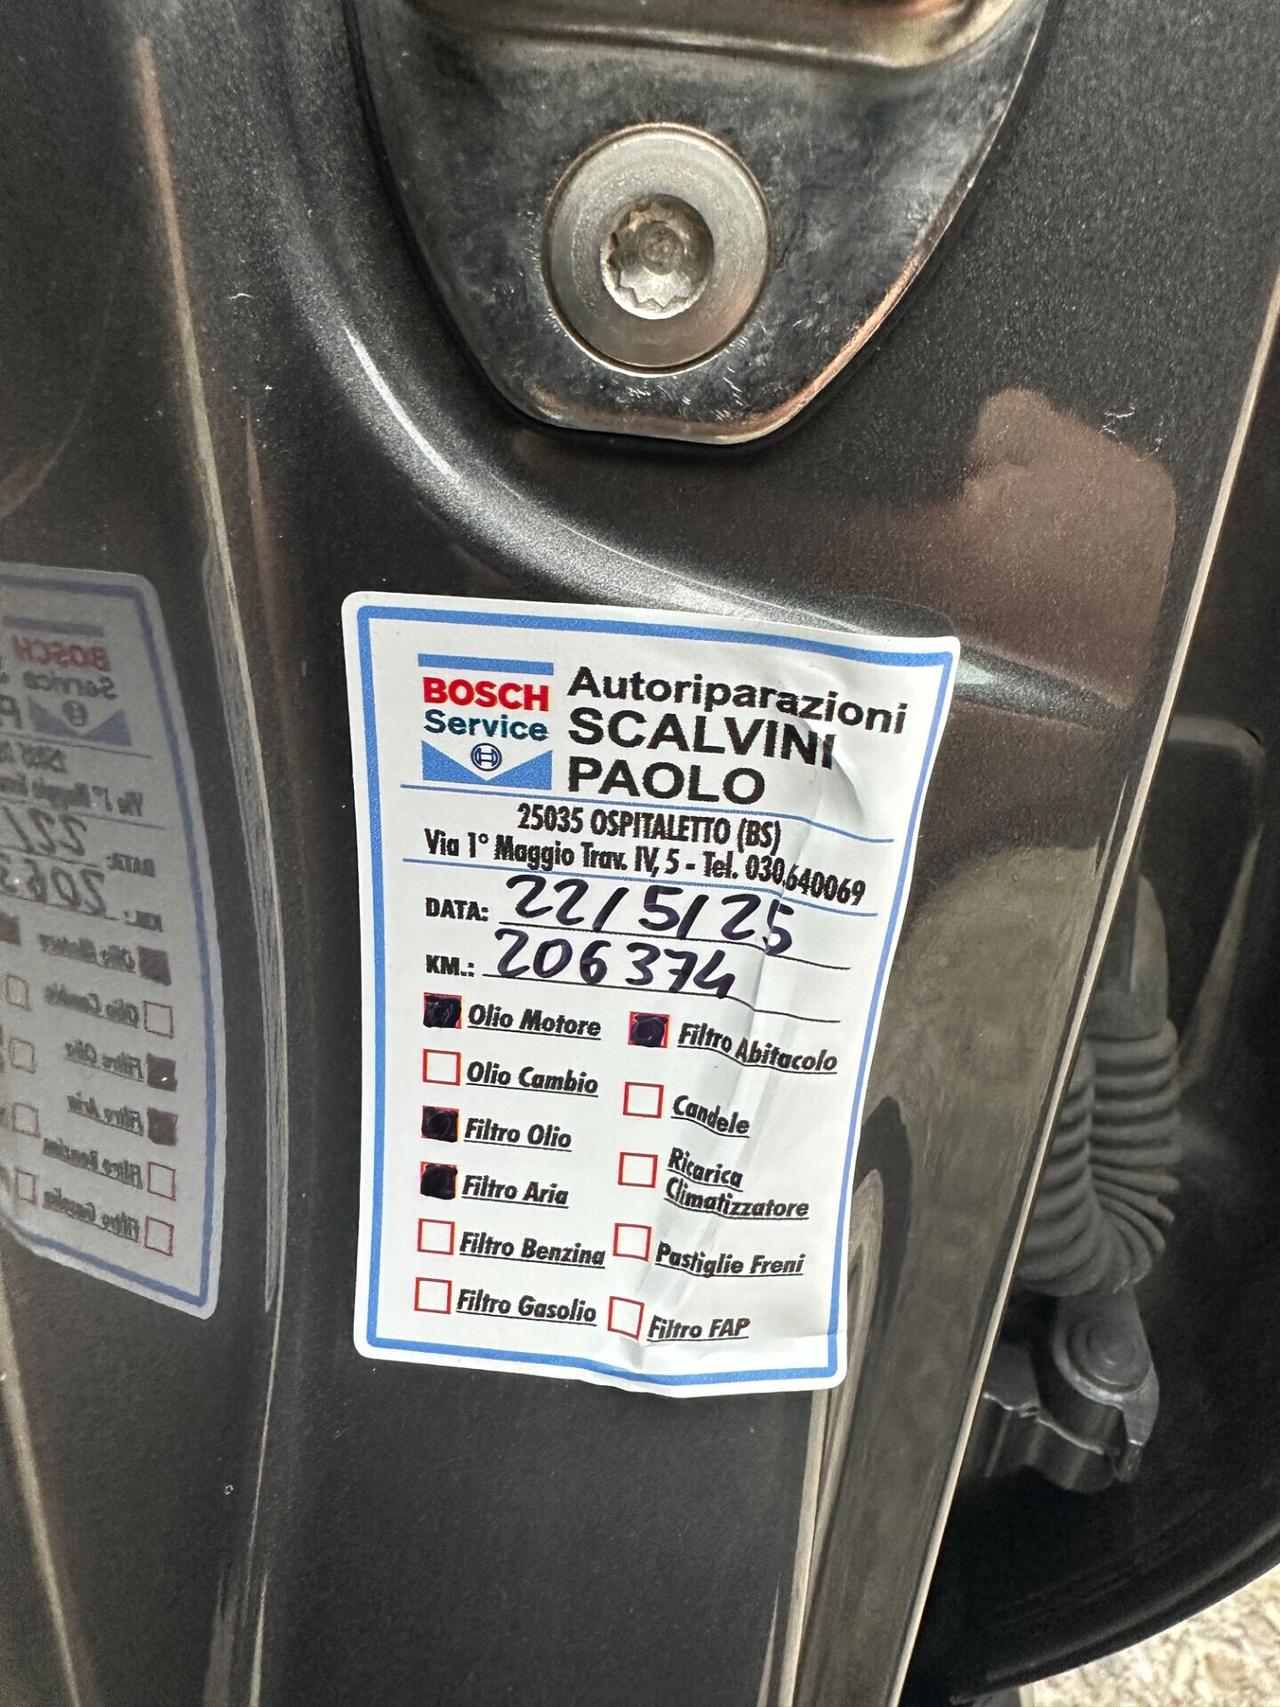 BOSCH
Service
Autoriparazioni
SCALVINI
PAOLO
25035 OSPITALETTO (BS)
Via 1° Maggio Trav. IV, 5 - Tel. 030.640069
DATA: 22/5/25
KM.: 206374
Olio Motore
Olio Cambio
Filtro Olio
Filtro Aria
Filtro Benzina
Filtro Gasolio
Filtro Abitacolo
Candele
Ricarica
Climatizzatore
Pastiglie Freni
Filtro FAP